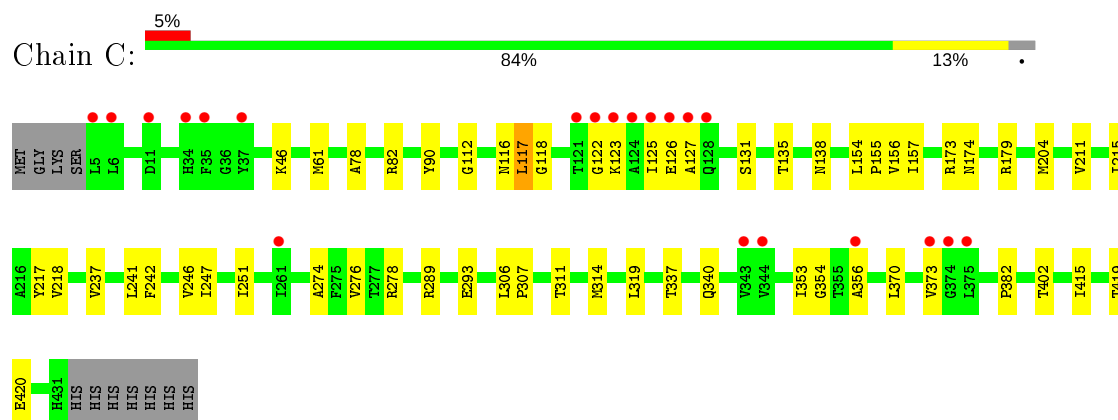 5%
Chain C:
84% 13% •
MET GLY LYS SER L5 L6 D11 H34 F35 G36 Y37 K46 M61 A78 R82 Y90 G112 N116 L117 G118 T121 G122 K123 A124 I125 E126 A127 Q128 S131 T135 N138 L154 P155 V156 I157 R173 N174 R179 M204 V211
A216 Y217 V218 V237 L241 F242 V246 I247 I251 I261 A274 F275 V276 T277 R278 R289 E293 L306 P307 T311 M314 L319 T337 Q340 V343 V344 I353 G354 T355 A356 L370 V373 G374 L375 P382 T402 I415
E420 H431 HIS HIS HIS HIS HIS HIS HIS